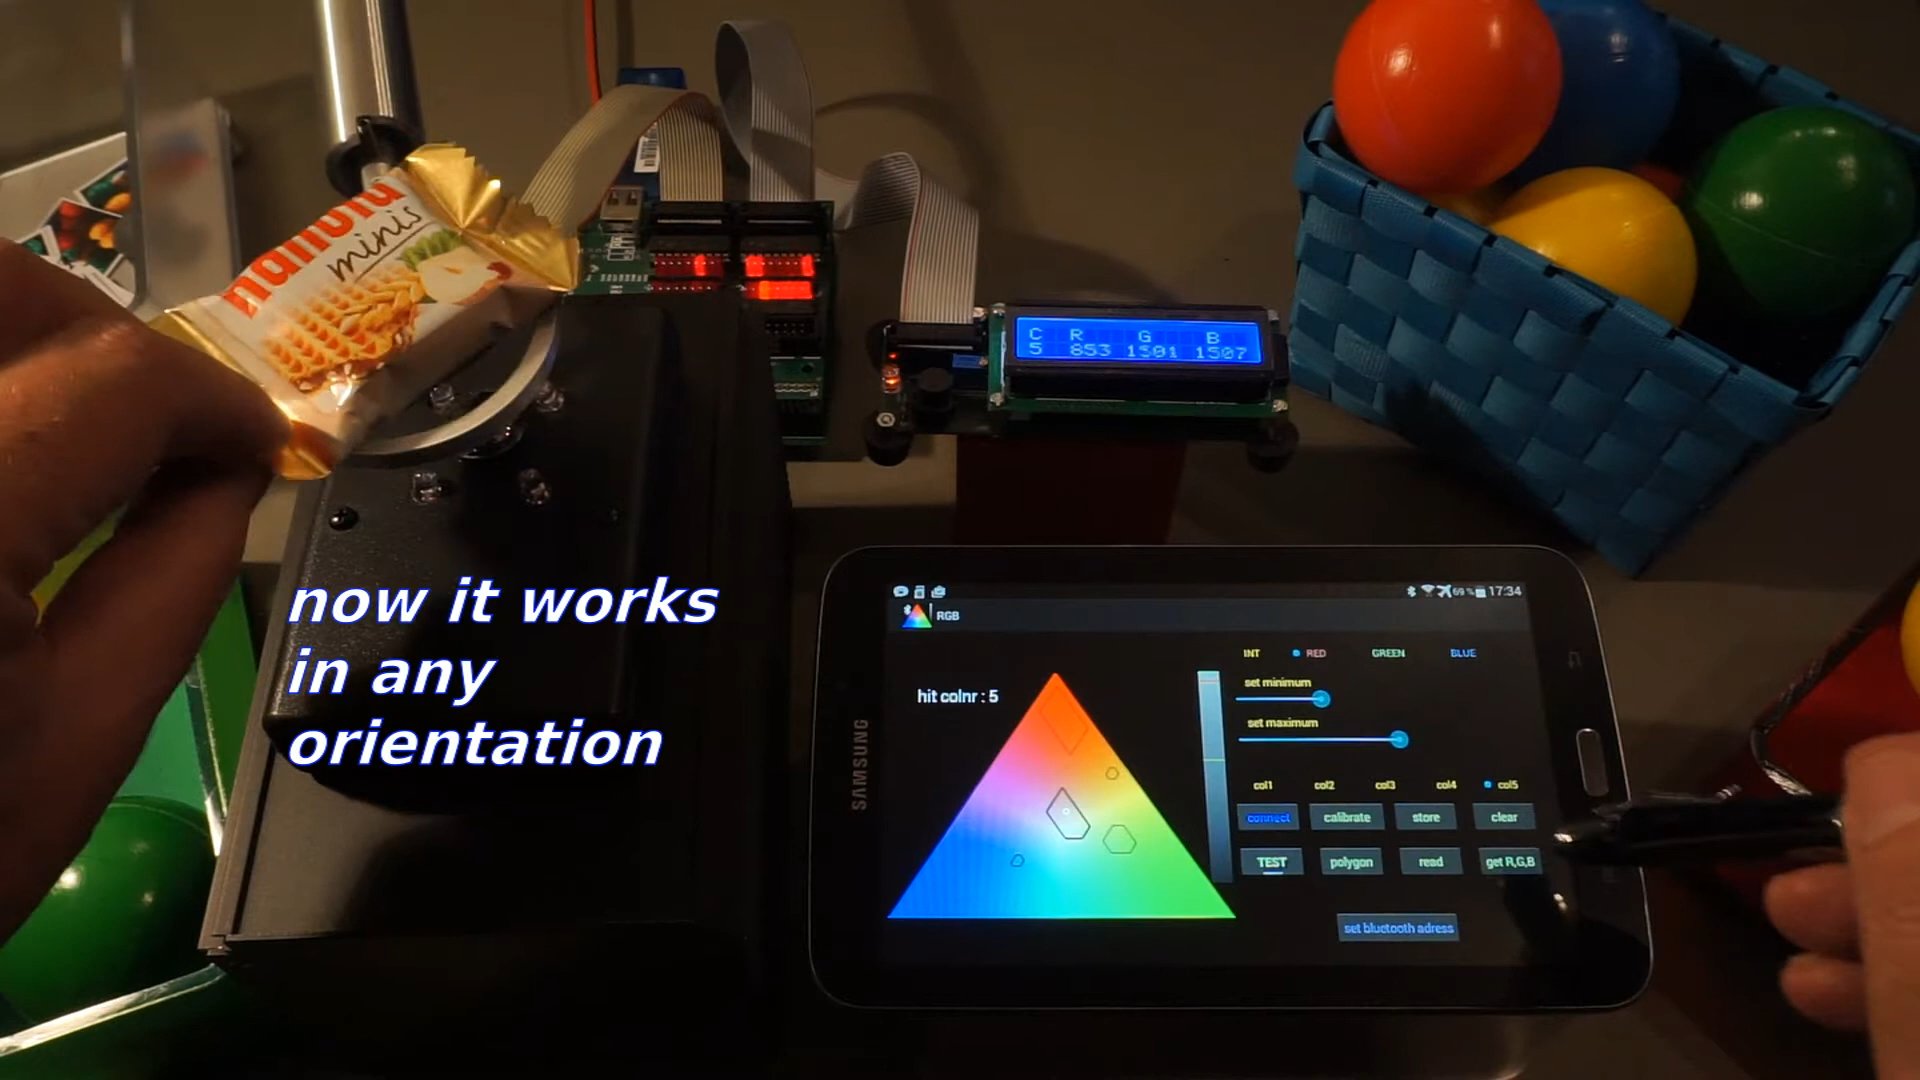 hanuta
minis
C R G B
5 853 1501 1507
now it works
in any
orientation
SAMSUNG
69 % 17:34
RGB
INT RED GREEN BLUE
set minimum
hit colnr : 5
set maximum
col1 col2 col3 col4 col5
connect calibrate store clear
TEST polygon read get R,G,B
set bluetooth adress